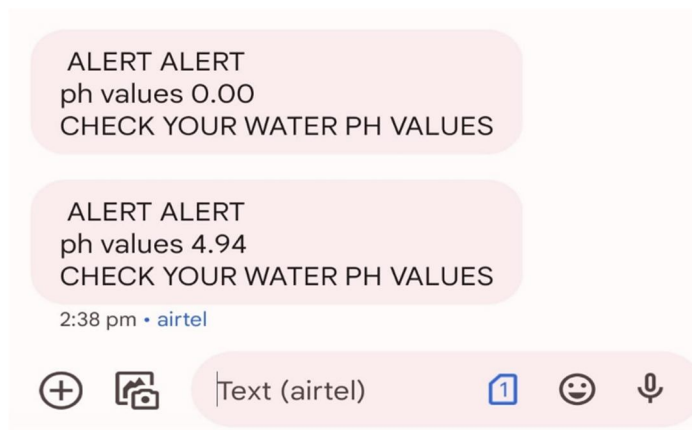 ALERT ALERT
ph values 0.00
CHECK YOUR WATER PH VALUES
ALERT ALERT
ph values 4.94
CHECK YOUR WATER PH VALUES
2:38 pm • airtel
Text (airtel)
1